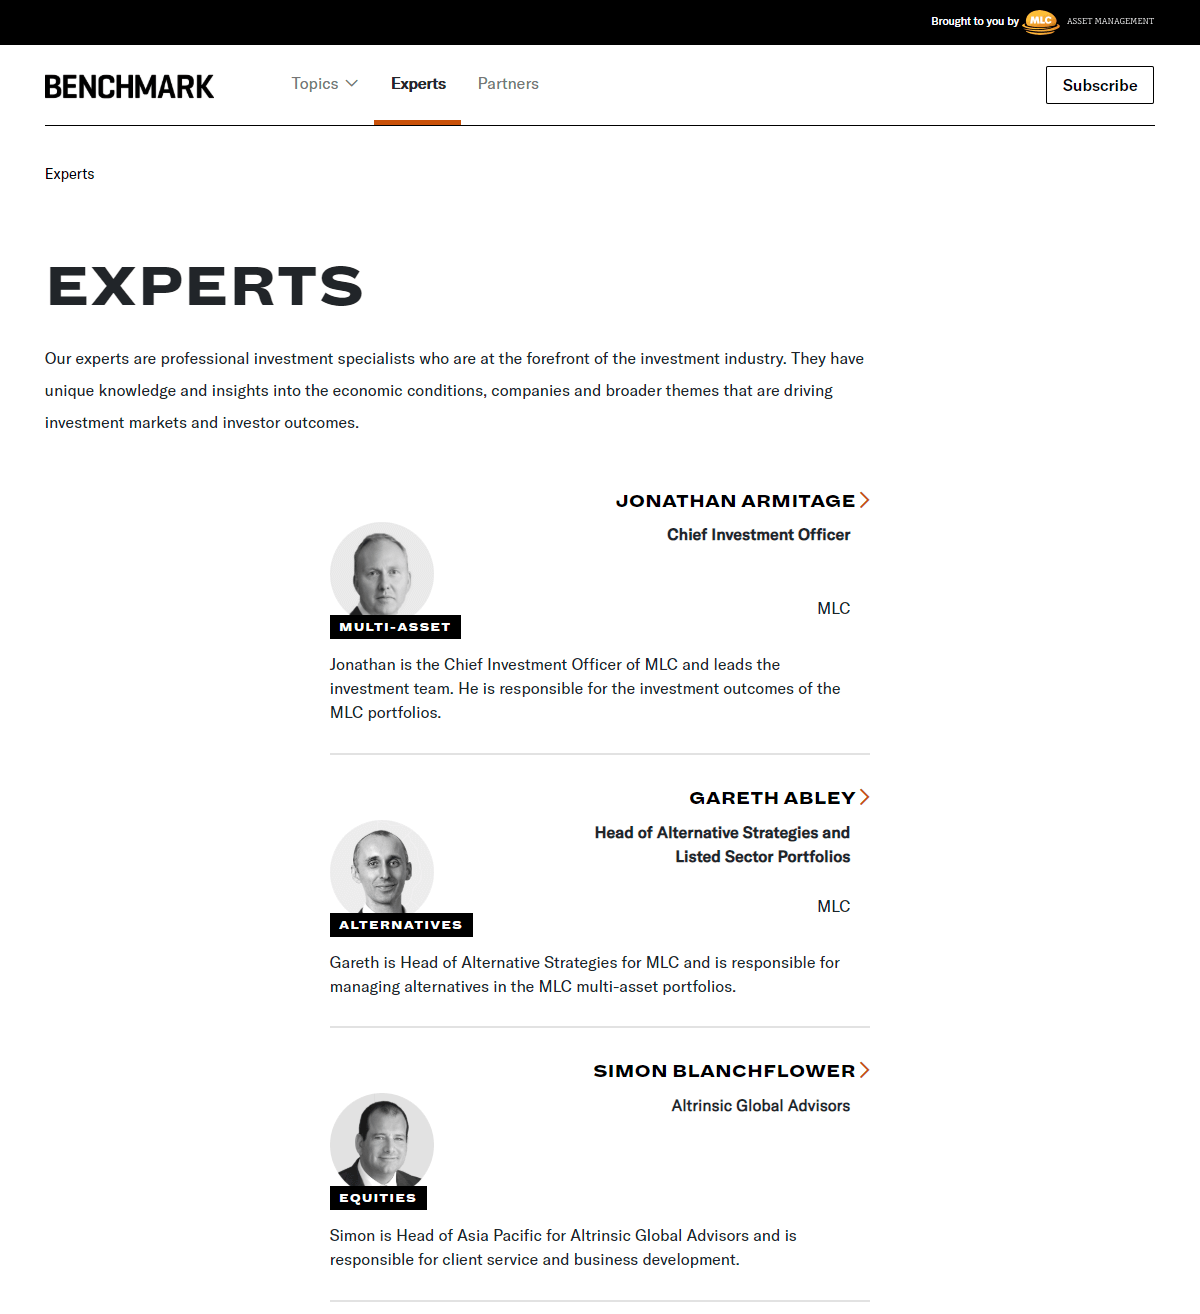 Brought to you by MLC ASSET MANAGEMENT
BENCHMARK Topics Experts Partners Subscribe
Experts
EXPERTS
Our experts are professional investment specialists who are at the forefront of the investment industry. They have
unique knowledge and insights into the economic conditions, companies and broader themes that are driving
investment markets and investor outcomes.
JONATHAN ARMITAGE
Chief Investment Officer
MLC
MULTI-ASSET
Jonathan is the Chief Investment Officer of MLC and leads the
investment team. He is responsible for the investment outcomes of the
MLC portfolios.
GARETH ABLEY
Head of Alternative Strategies and
Listed Sector Portfolios
MLC
ALTERNATIVES
Gareth is Head of Alternative Strategies for MLC and is responsible for
managing alternatives in the MLC multi-asset portfolios.
SIMON BLANCHFLOWER
Altrinsic Global Advisors
EQUITIES
Simon is Head of Asia Pacific for Altrinsic Global Advisors and is
responsible for client service and business development.